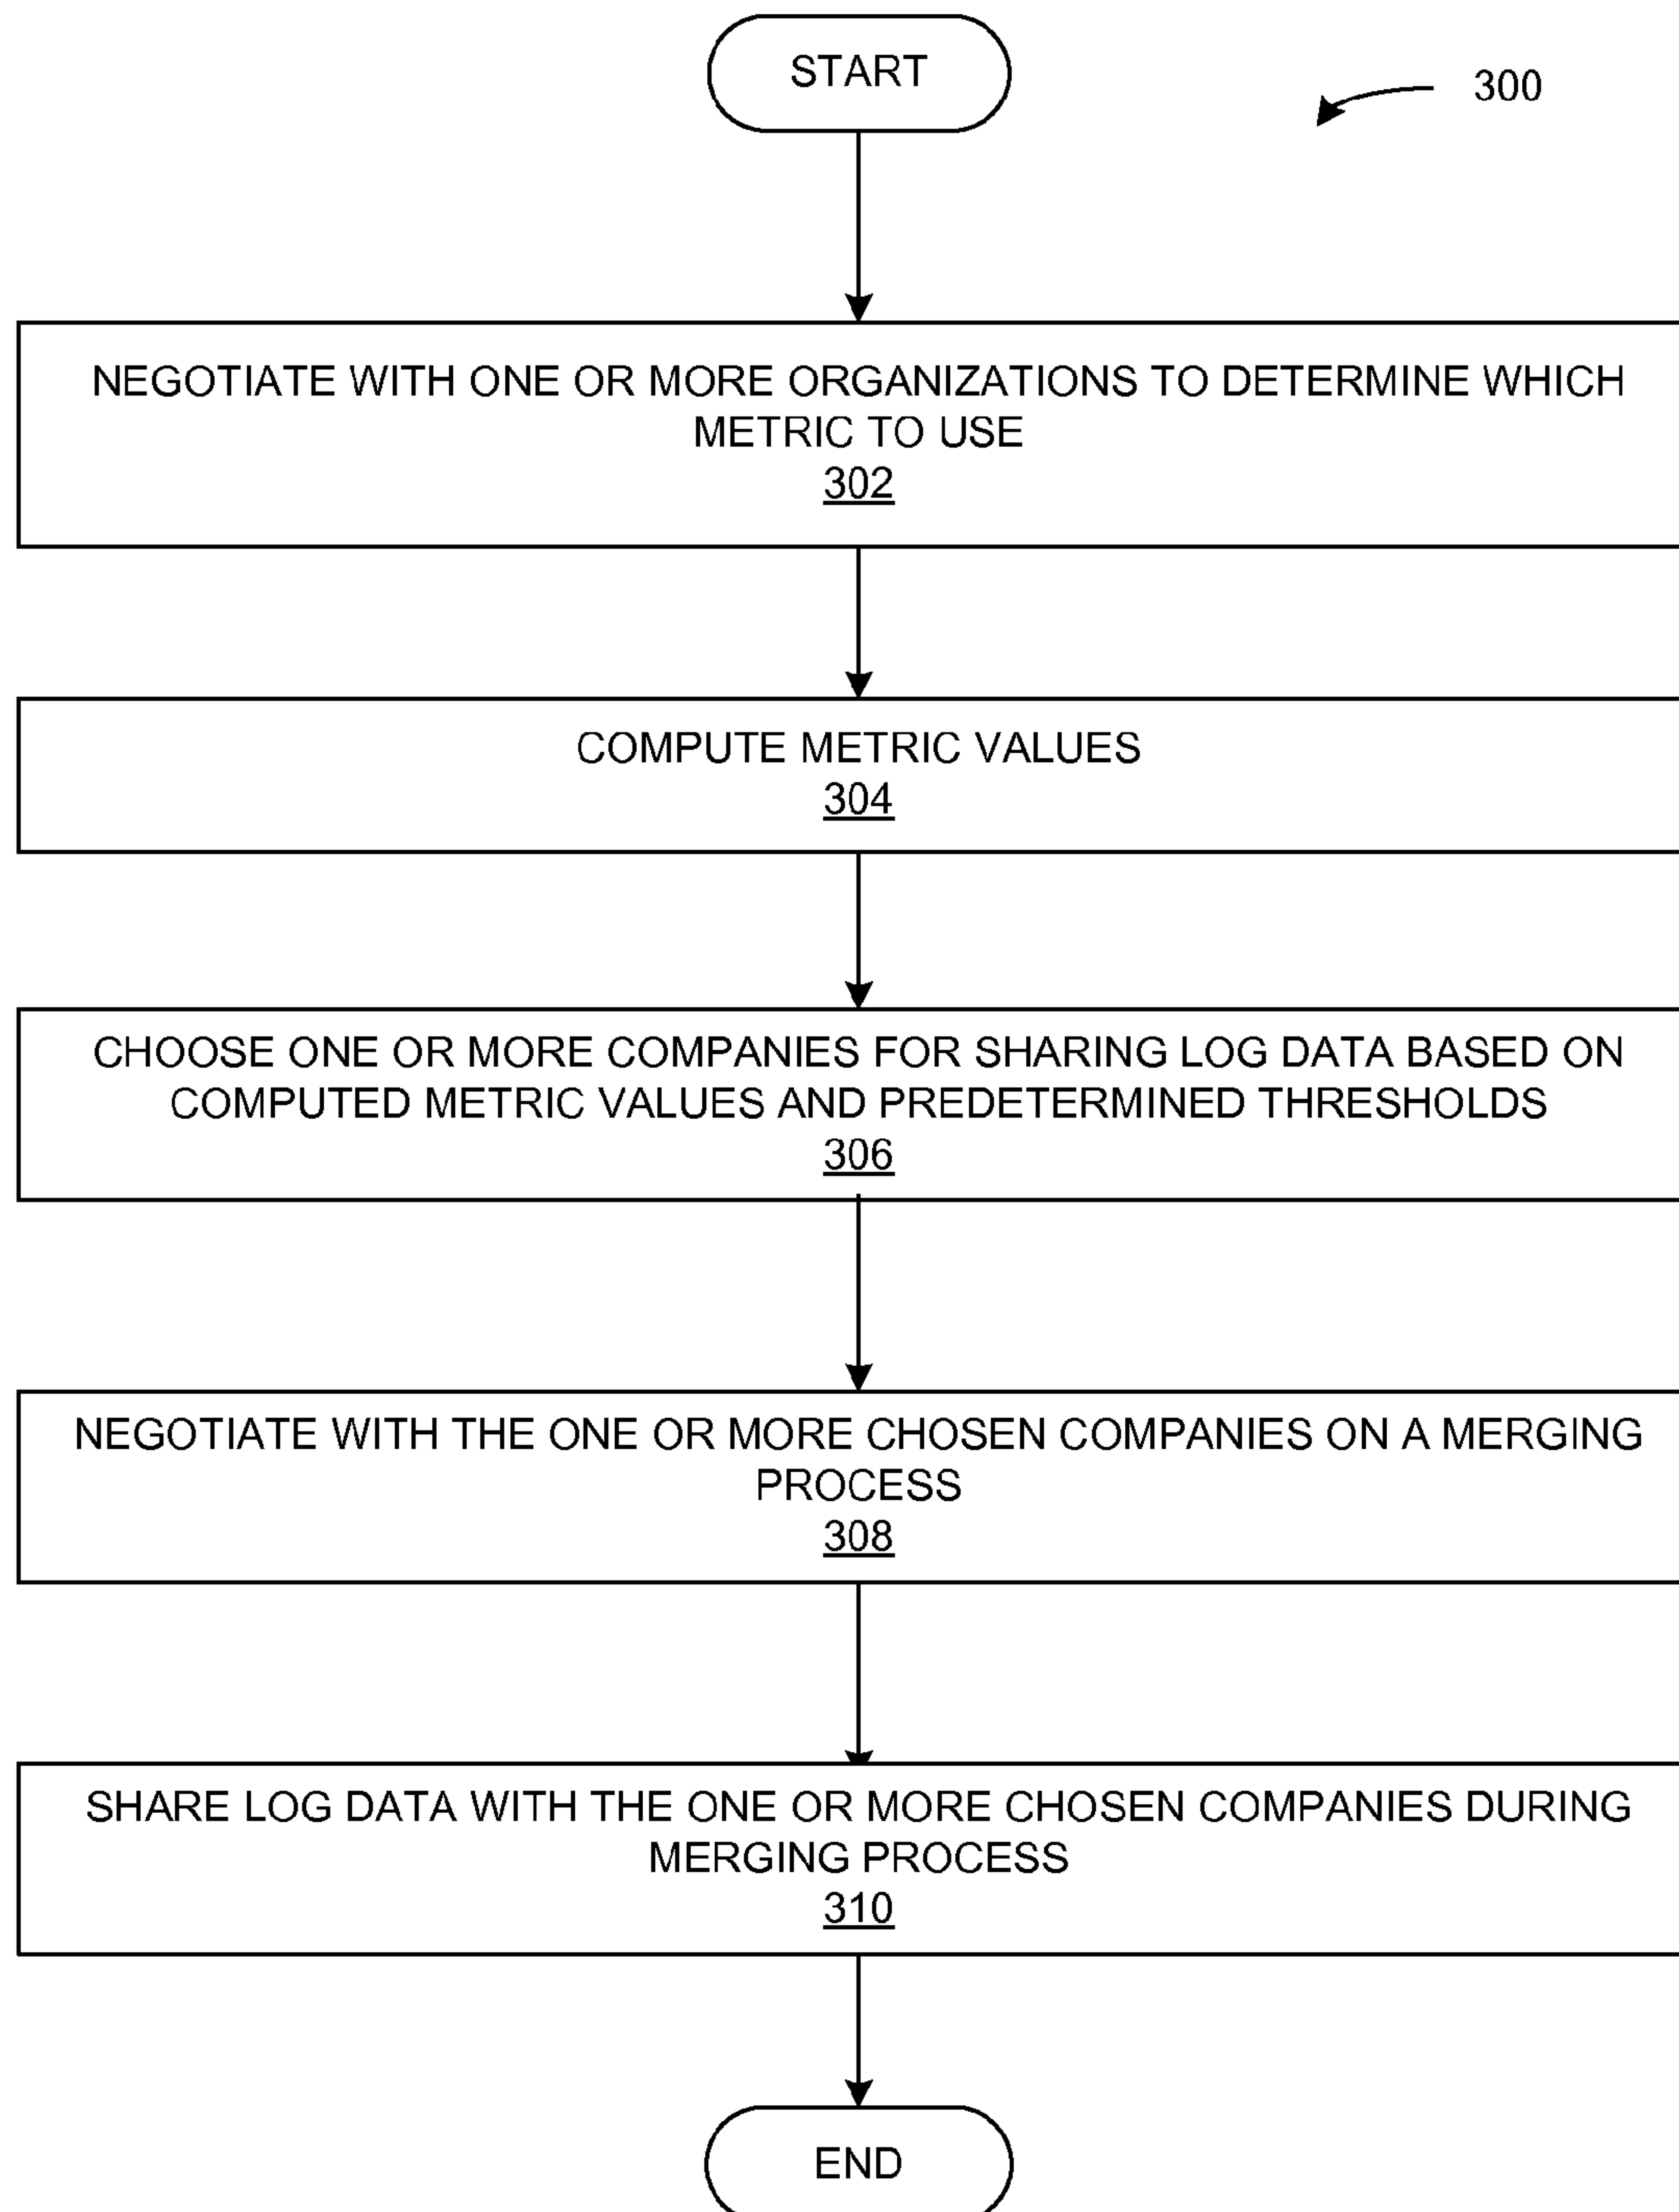 START
300
NEGOTIATE WITH ONE OR MORE ORGANIZATIONS TO DETERMINE WHICH
METRIC TO USE
302
COMPUTE METRIC VALUES
304
CHOOSE ONE OR MORE COMPANIES FOR SHARING LOG DATA BASED ON
COMPUTED METRIC VALUES AND PREDETERMINED THRESHOLDS
306
NEGOTIATE WITH THE ONE OR MORE CHOSEN COMPANIES ON A MERGING
PROCESS
308
SHARE LOG DATA WITH THE ONE OR MORE CHOSEN COMPANIES DURING
MERGING PROCESS
310
END